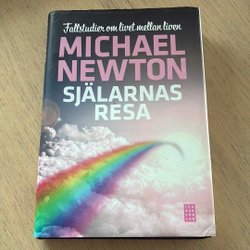 Fallstudier om livet mellan liven
MICHAEL
NEWTON
SJÄLARNAS
RESA